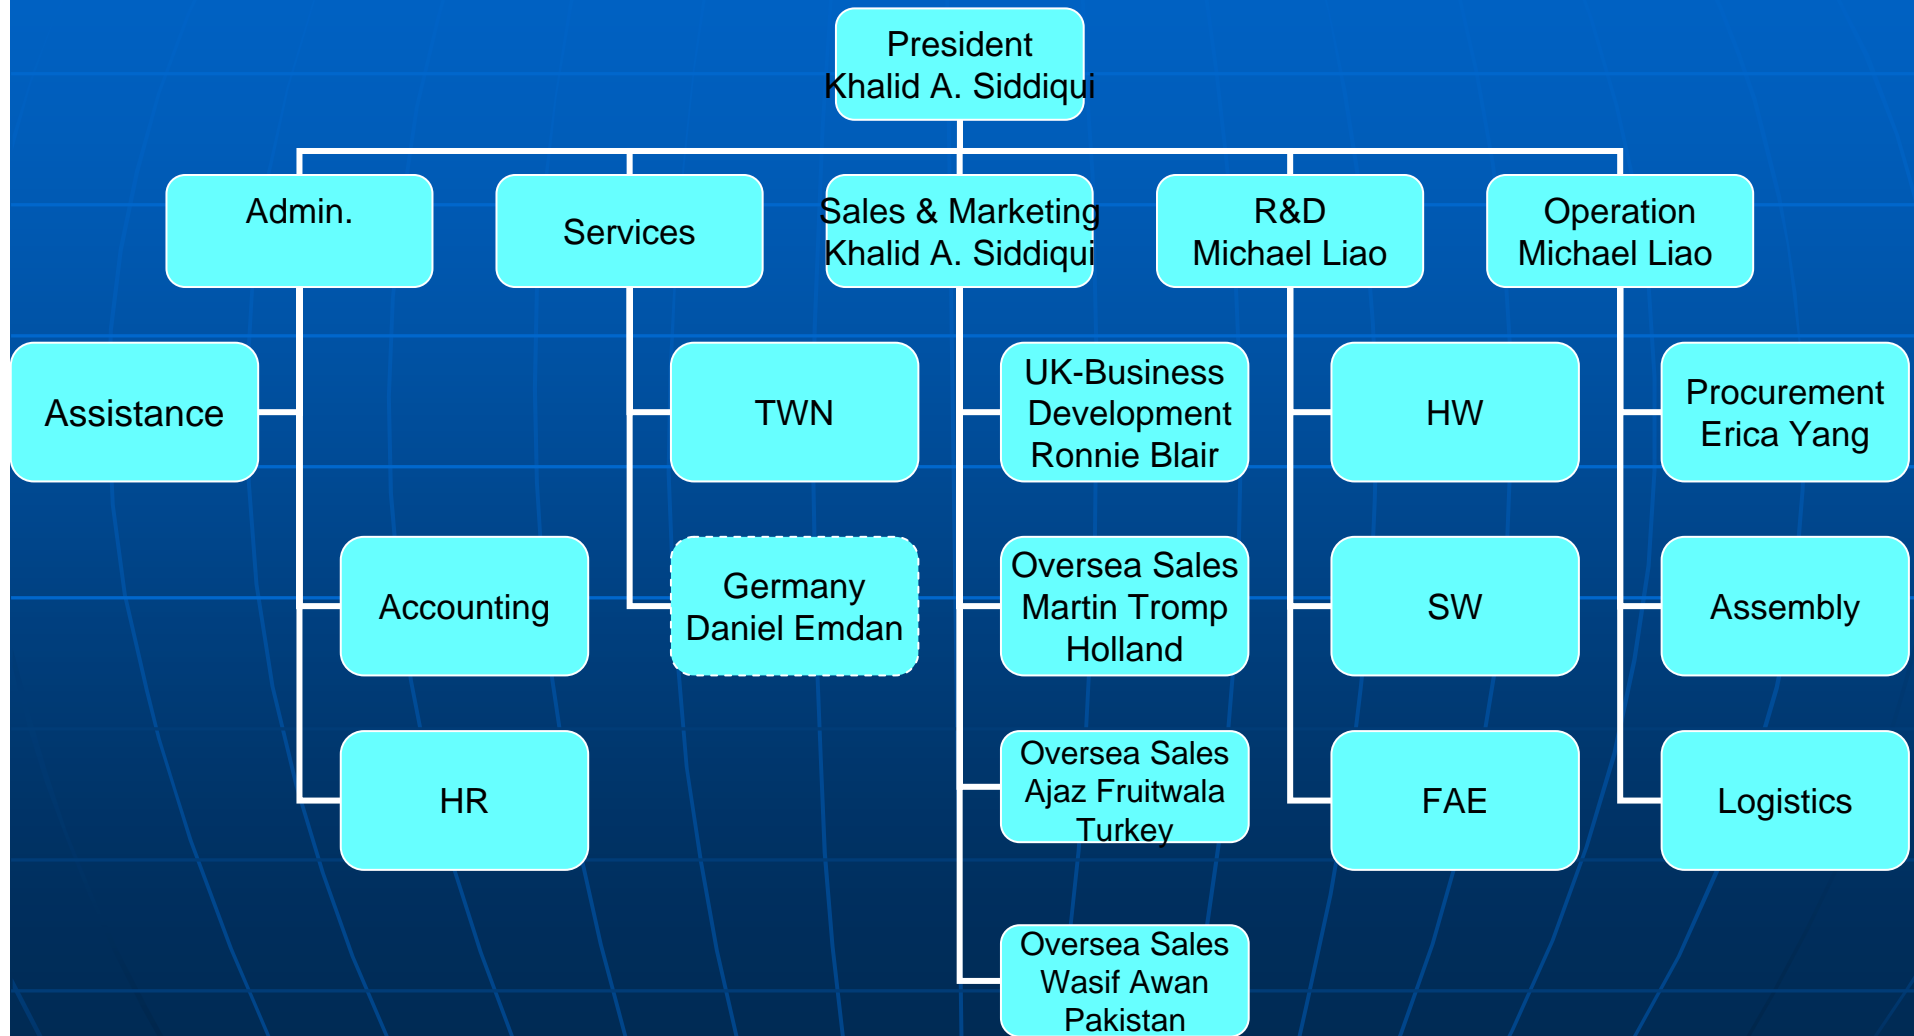 President
Khalid A. Siddiqui
Admin.
Services
Sales & Marketing
Khalid A. Siddiqui
R&D
Michael Liao
Operation
Michael Liao
Assistance
TWN
UK-Business
Development
Ronnie Blair
HW
Procurement
Erica Yang
Accounting
Germany
Daniel Emdan
Oversea Sales
Martin Tromp
Holland
SW
Assembly
HR
Oversea Sales
Ajaz Fruitwala
Turkey
FAE
Logistics
Oversea Sales
Wasif Awan
Pakistan